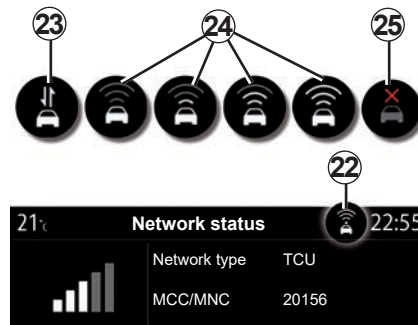 23 24 25
22
21°c Network status 22:55
Network type TCU
MCC/MNC 20156